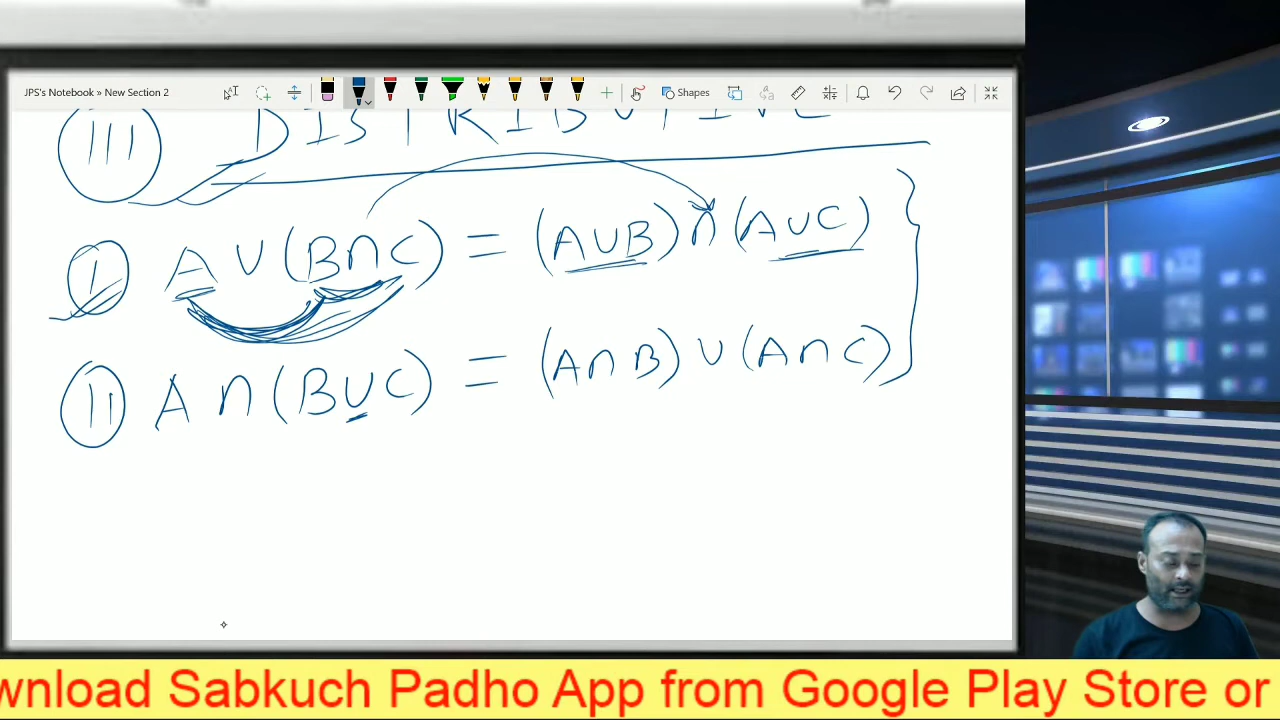 JPS's Notebook » New Section 2
Shapes
III DISTRIBUTIVE
I A ∪ (B ∩ C) = (A ∪ B) ∩ (A ∪ C)
II A ∩ (B ∪ C) = (A ∩ B) ∪ (A ∩ C)
wnload Sabkuch Padho App from Google Play Store or